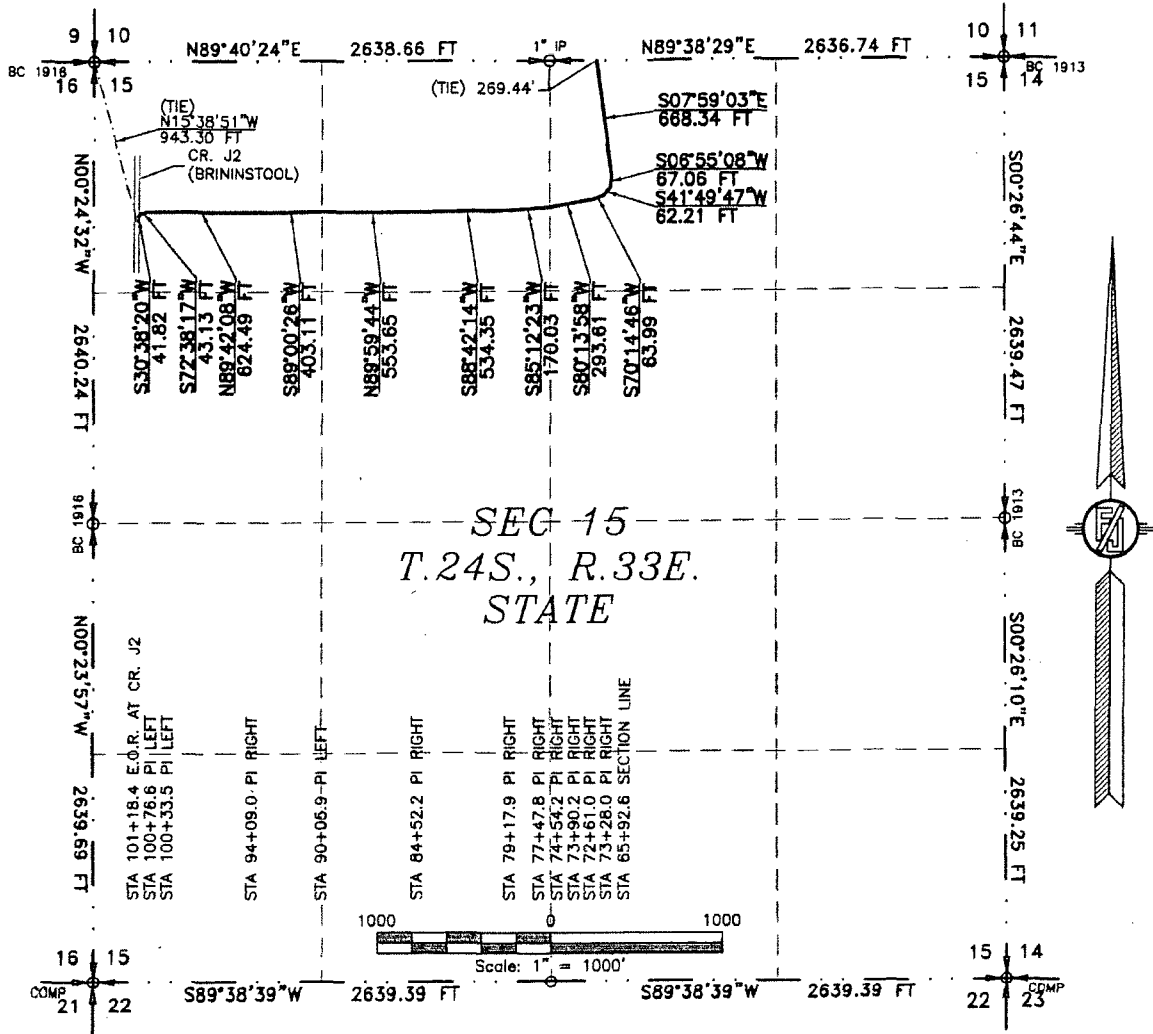 9 10
N89°40'24"E 2638.66 FT
1" IP
N89°38'29"E 2636.74 FT
10 11
BC 1916
16 15
BC 1913
15 14
(TIE) 269.44'
(TIE)
N15°38'51"W
943.30 FT
CR. J2
(BRININSTOOL)
S07°59'03"E
668.34 FT
S06°55'08"W
67.06 FT
S41°49'47"W
62.21 FT
N00°24'32"W 2640.24 FT
S00°26'44"E 2639.47 FT
S30°38'20"W
41.82 FT
S72°38'17"W
43.13 FT
N89°42'08"W
624.49 FT
S89°00'26"W
403.11 FT
N89°59'44"W
553.65 FT
S88°42'14"W
534.35 FT
S85°12'23"W
170.03 FT
S80°13'58"W
293.61 FT
S70°14'46"W
63.99 FT
BC 1916
BC 1913
SEC 15
T.24S., R.33E.
STATE
N00°23'57"W 2639.69 FT
S00°26'10"E 2639.25 FT
STA 101+18.4 E.O.R. AT CR. J2
STA 100+76.6 PI LEFT
STA 100+33.5 PI LEFT
STA 94+09.0 PI RIGHT
STA 90+05.9 PI LEFT
STA 84+52.2 PI RIGHT
STA 79+17.9 PI RIGHT
STA 77+47.8 PI RIGHT
STA 74+54.2 PI RIGHT
STA 73+90.2 PI RIGHT
STA 72+61.0 PI RIGHT
STA 73+28.0 PI RIGHT
STA 65+92.6 SECTION LINE
1000 0 1000
Scale: 1" = 1000'
16 15
COMP
21 22
S89°38'39"W 2639.39 FT
S89°38'39"W 2639.39 FT
15 14
COMP
22 23